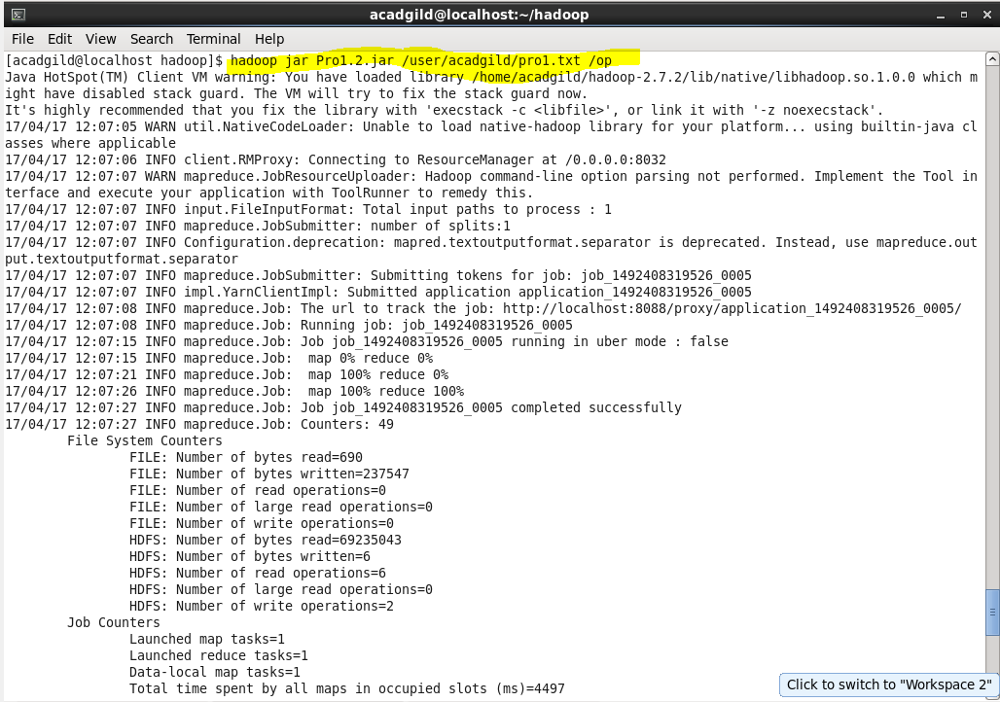 acadgild@localhost:~/hadoop
File Edit View Search Terminal Help
[acadgild@localhost hadoop]$ hadoop jar Pro1.2.jar /user/acadgild/pro1.txt /op
Java HotSpot(TM) Client VM warning: You have loaded library /home/acadgild/hadoop-2.7.2/lib/native/libhadoop.so.1.0.0 which m
ight have disabled stack guard. The VM will try to fix the stack guard now.
It's highly recommended that you fix the library with 'execstack -c <libfile>', or link it with '-z noexecstack'.
17/04/17 12:07:05 WARN util.NativeCodeLoader: Unable to load native-hadoop library for your platform... using builtin-java cl
asses where applicable
17/04/17 12:07:06 INFO client.RMProxy: Connecting to ResourceManager at /0.0.0.0:8032
17/04/17 12:07:07 WARN mapreduce.JobResourceUploader: Hadoop command-line option parsing not performed. Implement the Tool in
terface and execute your application with ToolRunner to remedy this.
17/04/17 12:07:07 INFO input.FileInputFormat: Total input paths to process : 1
17/04/17 12:07:07 INFO mapreduce.JobSubmitter: number of splits:1
17/04/17 12:07:07 INFO Configuration.deprecation: mapred.textoutputformat.separator is deprecated. Instead, use mapreduce.out
put.textoutputformat.separator
17/04/17 12:07:07 INFO mapreduce.JobSubmitter: Submitting tokens for job: job_1492408319526_0005
17/04/17 12:07:07 INFO impl.YarnClientImpl: Submitted application application_1492408319526_0005
17/04/17 12:07:08 INFO mapreduce.Job: The url to track the job: http://localhost:8088/proxy/application_1492408319526_0005/
17/04/17 12:07:08 INFO mapreduce.Job: Running job: job_1492408319526_0005
17/04/17 12:07:15 INFO mapreduce.Job: Job job_1492408319526_0005 running in uber mode : false
17/04/17 12:07:15 INFO mapreduce.Job:  map 0% reduce 0%
17/04/17 12:07:21 INFO mapreduce.Job:  map 100% reduce 0%
17/04/17 12:07:26 INFO mapreduce.Job:  map 100% reduce 100%
17/04/17 12:07:27 INFO mapreduce.Job: Job job_1492408319526_0005 completed successfully
17/04/17 12:07:27 INFO mapreduce.Job: Counters: 49
File System Counters
FILE: Number of bytes read=690
FILE: Number of bytes written=237547
FILE: Number of read operations=0
FILE: Number of large read operations=0
FILE: Number of write operations=0
HDFS: Number of bytes read=69235043
HDFS: Number of bytes written=6
HDFS: Number of read operations=6
HDFS: Number of large read operations=0
HDFS: Number of write operations=2
Job Counters
Launched map tasks=1
Launched reduce tasks=1
Data-local map tasks=1
Total time spent by all maps in occupied slots (ms)=4497
Click to switch to "Workspace 2"